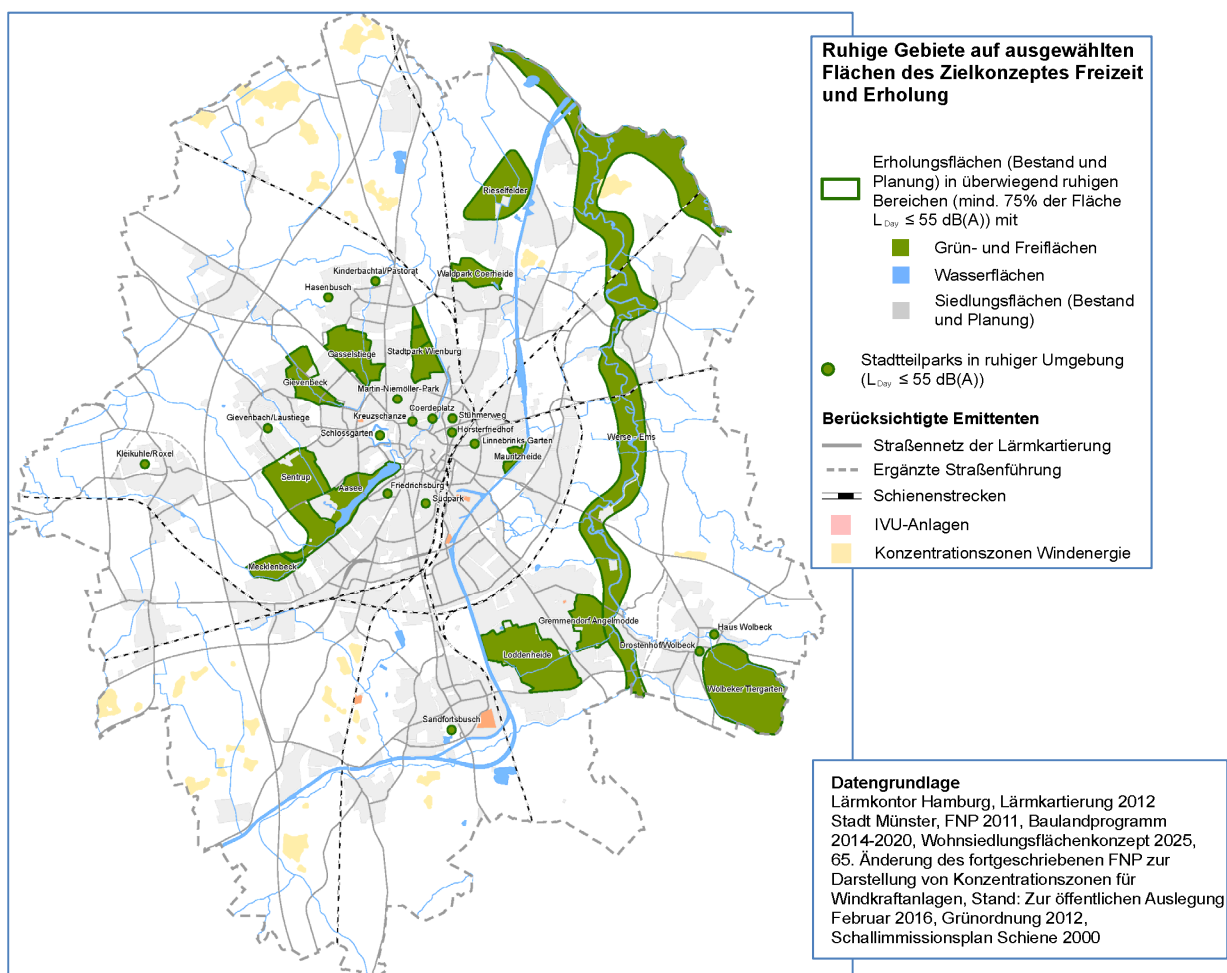 Ruhige Gebiete auf ausgewählten
Flächen des Zielkonzeptes Freizeit
und Erholung
Erholungsflächen (Bestand und
Planung) in überwiegend ruhigen
Bereichen (mind. 75% der Fläche
L Day ≤ 55 dB(A)) mit
Grün- und Freiflächen
Wasserflächen
Siedlungsflächen (Bestand
und Planung)
Stadtteilparks in ruhiger Umgebung
(L Day ≤ 55 dB(A))
Berücksichtigte Emittenten
Straßennetz der Lärmkartierung
Ergänzte Straßenführung
Schienenstrecken
IVU-Anlagen
Konzentrationszonen Windenergie
Rieselfelder
Kinderbachtal/Pastorat
Waldpark Coerheide
Hasenbusch
Gasselstiege
Stadtpark Wienburg
Gievenbeck
Martin-Niemöller-Park
Coerdeplatz
Gievenbach/Laustiege
Kreuzschanze
Stühmerweg
Hörsterfriedhof
Schlossgarten
Linnebrinks Garten
Werse - Ems
Kleikuhle/Roxel
Mauritzheide
Sentrup
Aasee
Friedrichsburg
Südpark
Mecklenbeck
Gremmendorf/Angelmodde
Haus Wolbeck
Drostenhof/Wolbeck
Loddenheide
Wolbeker Tiergarten
Sandfortsbusch
Datengrundlage
Lärmkontor Hamburg, Lärmkartierung 2012
Stadt Münster, FNP 2011, Baulandprogramm
2014-2020, Wohnsiedlungsflächenkonzept 2025,
65. Änderung des fortgeschriebenen FNP zur
Darstellung von Konzentrationszonen für
Windkraftanlagen, Stand: Zur öffentlichen Auslegung
Februar 2016, Grünordnung 2012,
Schallimmissionsplan Schiene 2000